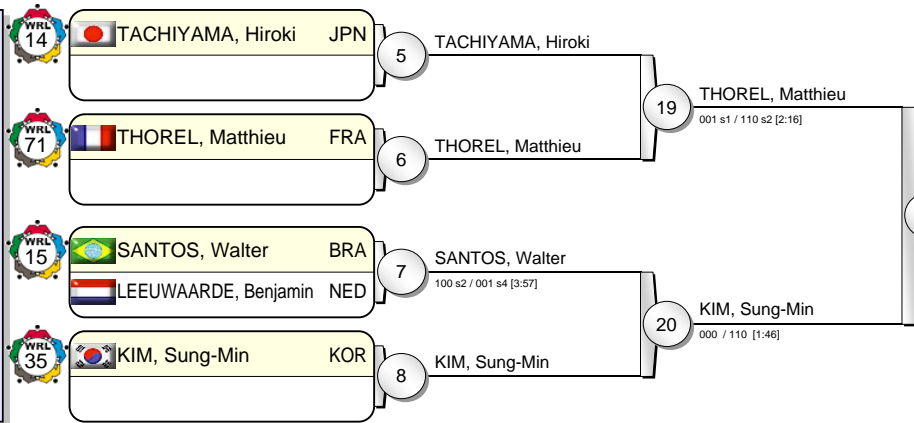 WRL
14
TACHIYAMA, Hiroki JPN
5
TACHIYAMA, Hiroki
19
THOREL, Matthieu
001 s1 / 110 s2 [2:16]
WRL
71
THOREL, Matthieu FRA
6
THOREL, Matthieu
WRL
15
SANTOS, Walter BRA
LEEUWAARDE, Benjamin NED
7
SANTOS, Walter
100 s2 / 001 s4 [3:57]
20
KIM, Sung-Min
000 / 110 [1:46]
WRL
35
KIM, Sung-Min KOR
8
KIM, Sung-Min